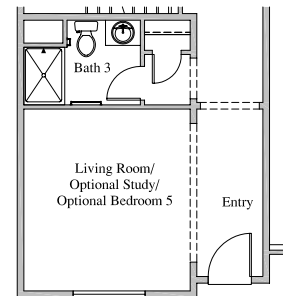 Bath 3
Living Room/
Optional Study/
Optional Bedroom 5
Entry